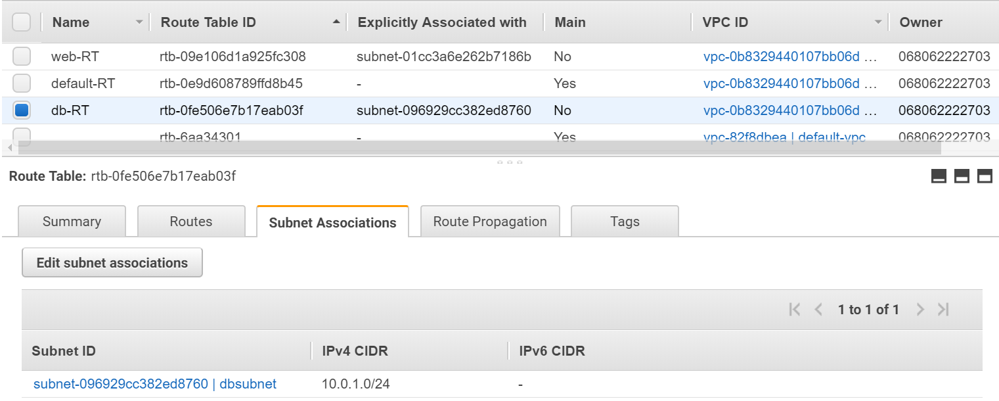 Name Route Table ID Explicitly Associated with Main VPC ID Owner
web-RT rtb-09e106d1a925fc308 subnet-01cc3a6e262b7186b No vpc-0b8329440107bb06d ... 068062222703
default-RT rtb-0e9d608789ffd8b45 - Yes vpc-0b8329440107bb06d ... 068062222703
db-RT rtb-0fe506e7b17eab03f subnet-096929cc382ed8760 No vpc-0b8329440107bb06d ... 068062222703
rtb-6aa34301 - Yes vpc-82f8dbea | default-vpc 068062222703
Route Table: rtb-0fe506e7b17eab03f
Summary Routes Subnet Associations Route Propagation Tags
Edit subnet associations
1 to 1 of 1
Subnet ID IPv4 CIDR IPv6 CIDR
subnet-096929cc382ed8760 | dbsubnet 10.0.1.0/24 -